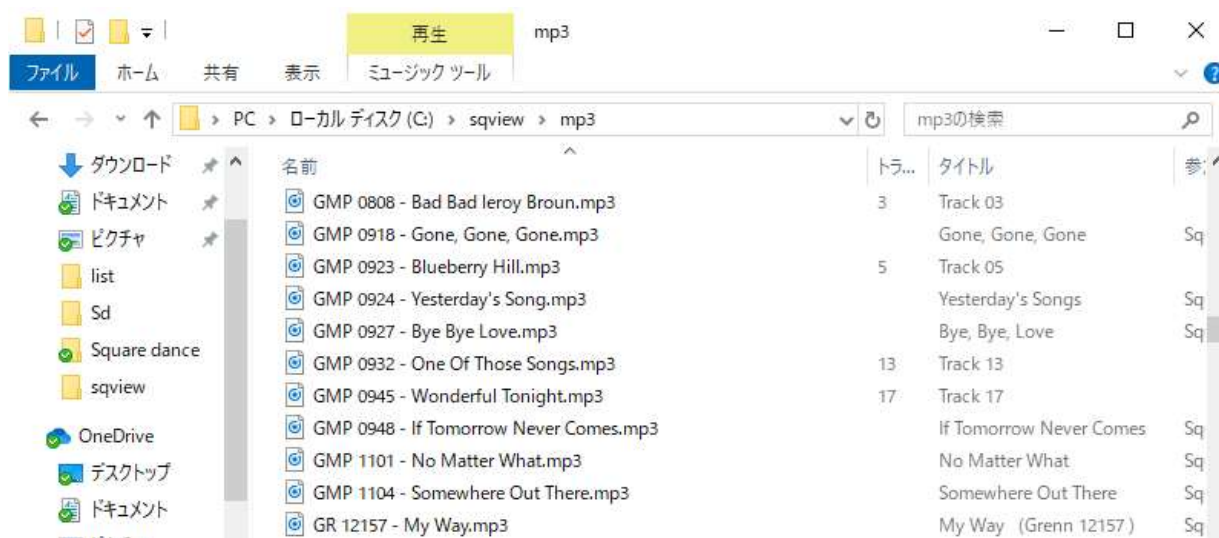 再生 mp3
ファイル ホーム 共有 表示 ミュージック ツール
PC › ローカル ディスク (C:) › sqview › mp3 mp3の検索
ダウンロード
ドキュメント
ピクチャ
list
Sd
Square dance
sqview
OneDrive
デスクトップ
ドキュメント
名前 トラ... タイトル 参
GMP 0808 - Bad Bad leroy Broun.mp3 3 Track 03
GMP 0918 - Gone, Gone, Gone.mp3 Gone, Gone, Gone Sq
GMP 0923 - Blueberry Hill.mp3 5 Track 05
GMP 0924 - Yesterday's Song.mp3 Yesterday's Songs Sq
GMP 0927 - Bye Bye Love.mp3 Bye, Bye, Love Sq
GMP 0932 - One Of Those Songs.mp3 13 Track 13
GMP 0945 - Wonderful Tonight.mp3 17 Track 17
GMP 0948 - If Tomorrow Never Comes.mp3 If Tomorrow Never Comes Sq
GMP 1101 - No Matter What.mp3 No Matter What Sq
GMP 1104 - Somewhere Out There.mp3 Somewhere Out There Sq
GR 12157 - My Way.mp3 My Way (Grenn 12157 ) Sq